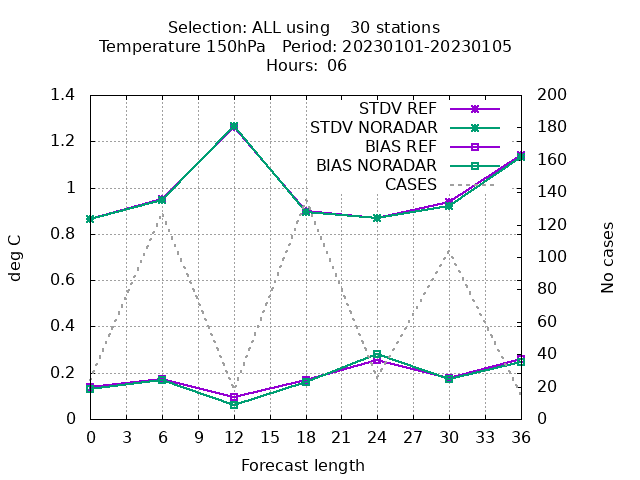 Selection: ALL using    30 stations
Temperature 150hPa   Period: 20230101-20230105
Hours: 06
STDV REF
STDV NORADAR
BIAS REF
BIAS NORADAR
CASES
deg C
1.4
1.2
1
0.8
0.6
0.4
0.2
0
No cases
200
180
160
140
120
100
80
60
40
20
0
0 3 6 9 12 15 18 21 24 27 30 33 36
Forecast length